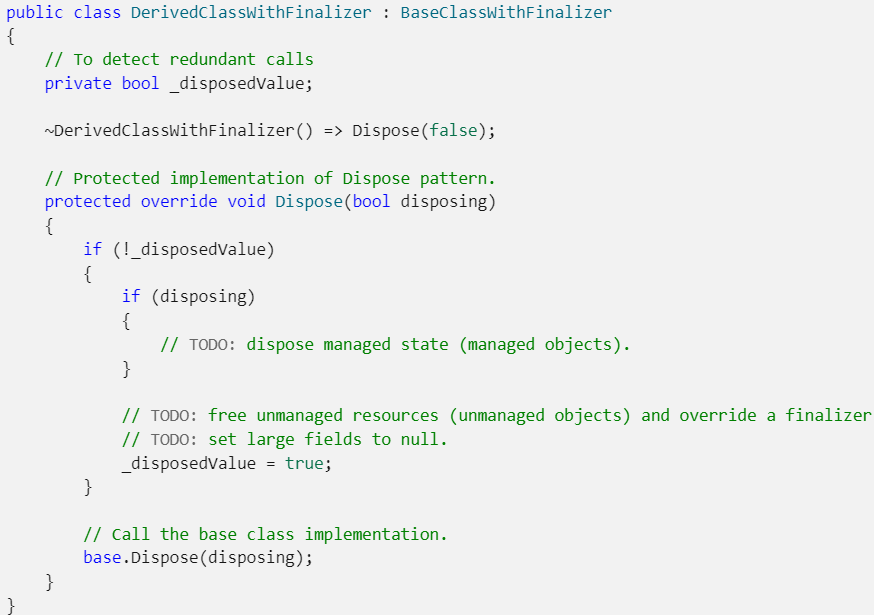 public class DerivedClassWithFinalizer : BaseClassWithFinalizer
{
    // To detect redundant calls
    private bool _disposedValue;

    ~DerivedClassWithFinalizer() => Dispose(false);

    // Protected implementation of Dispose pattern.
    protected override void Dispose(bool disposing)
    {
        if (!_disposedValue)
        {
            if (disposing)
            {
                // TODO: dispose managed state (managed objects).
            }

            // TODO: free unmanaged resources (unmanaged objects) and override a finalizer
            // TODO: set large fields to null.
            _disposedValue = true;
        }

        // Call the base class implementation.
        base.Dispose(disposing);
    }
}